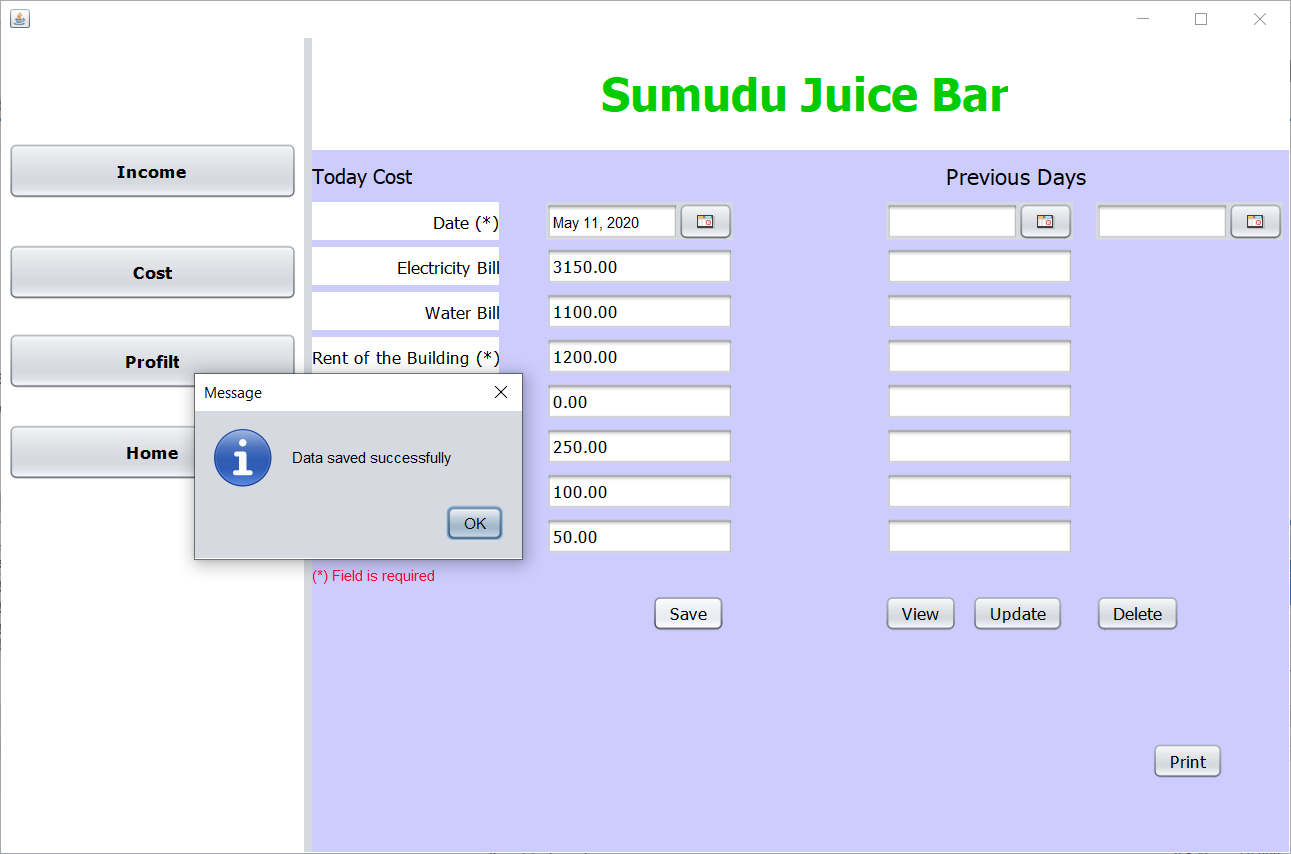 Sumudu Juice Bar
Income
Cost
Profilt
Home
Today Cost
Previous Days
Date (*)
May 11, 2020
Electricity Bill
3150.00
Water Bill
1100.00
Rent of the Building (*)
1200.00
0.00
250.00
100.00
50.00
Message
Data saved successfully
OK
(*) Field is required
Save
View
Update
Delete
Print